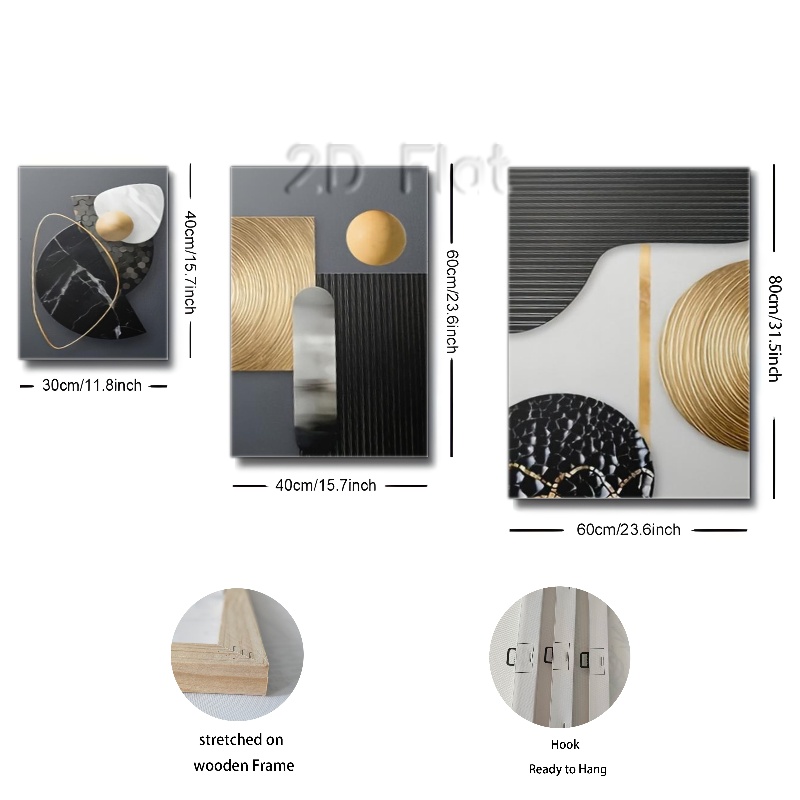 2D Flat
40cm/15.7inch
30cm/11.8inch
60cm/23.6inch
40cm/15.7inch
80cm/31.5inch
60cm/23.6inch
stretched on
wooden Frame
Hook
Ready to Hang